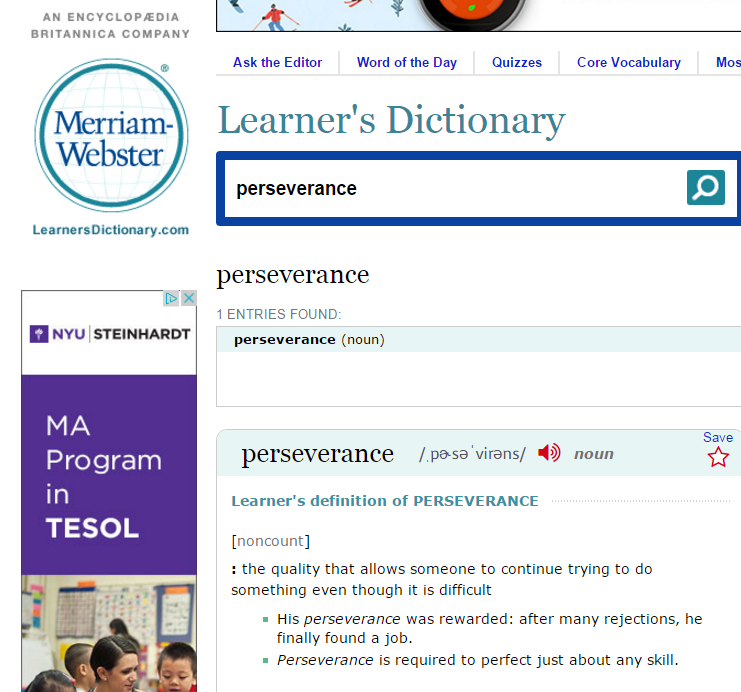 AN ENCYCLOPÆDIA
BRITANNICA COMPANY
Merriam-
Webster
®
LearnersDictionary.com
Ask the Editor
Word of the Day
Quizzes
Core Vocabulary
Mos
Learner's Dictionary
perseverance
perseverance
1 ENTRIES FOUND:
perseverance (noun)
NYU | STEINHARDT
MA
Program
in
TESOL
perseverance /ˌpɚsəˈvirəns/ noun
Save
Learner's definition of PERSEVERANCE
[noncount]
: the quality that allows someone to continue trying to do
something even though it is difficult
His perseverance was rewarded: after many rejections, he
finally found a job.
Perseverance is required to perfect just about any skill.